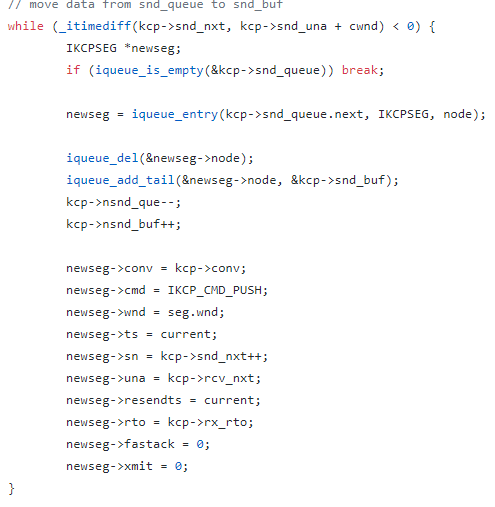 // move data from snd_queue to snd_buf
while (_itimediff(kcp->snd_nxt, kcp->snd_una + cwnd) < 0) {
IKCPSEG *newseg;
if (iqueue_is_empty(&kcp->snd_queue)) break;
newseg = iqueue_entry(kcp->snd_queue.next, IKCPSEG, node);
iqueue_del(&newseg->node);
iqueue_add_tail(&newseg->node, &kcp->snd_buf);
kcp->nsnd_que--;
kcp->nsnd_buf++;
newseg->conv = kcp->conv;
newseg->cmd = IKCP_CMD_PUSH;
newseg->wnd = seg.wnd;
newseg->ts = current;
newseg->sn = kcp->snd_nxt++;
newseg->una = kcp->rcv_nxt;
newseg->resendts = current;
newseg->rto = kcp->rx_rto;
newseg->fastack = 0;
newseg->xmit = 0;
}